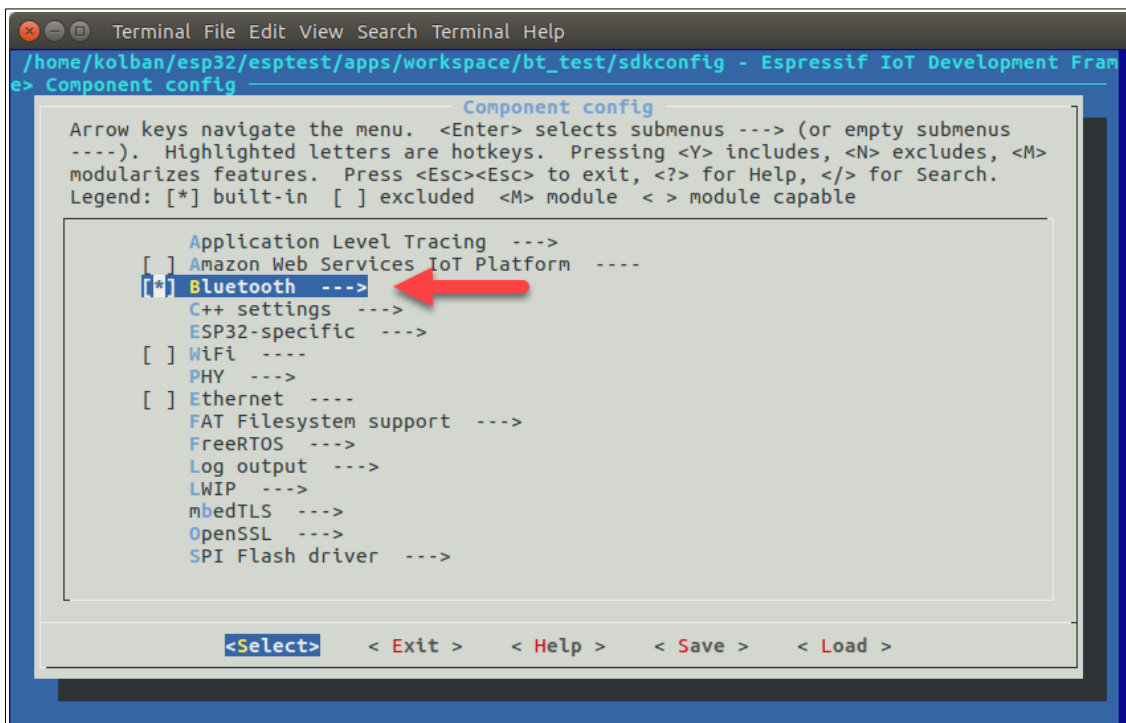 Terminal File Edit View Search Terminal Help
/home/kolban/esp32/esptest/apps/workspace/bt_test/sdkconfig - Espressif IoT Development Fram
e> Component config
Component config
Arrow keys navigate the menu. <Enter> selects submenus ---> (or empty submenus
----). Highlighted letters are hotkeys. Pressing <Y> includes, <N> excludes, <M>
modularizes features. Press <Esc><Esc> to exit, <?> for Help, </> for Search.
Legend: [*] built-in [ ] excluded <M> module < > module capable
Application Level Tracing --->
[ ] Amazon Web Services IoT Platform ----
[*] Bluetooth --->
C++ settings --->
ESP32-specific --->
[ ] WiFi ----
PHY --->
[ ] Ethernet ----
FAT Filesystem support --->
FreeRTOS --->
Log output --->
LWIP --->
mbedTLS --->
OpenSSL --->
SPI Flash driver --->
<Select> < Exit > < Help > < Save > < Load >